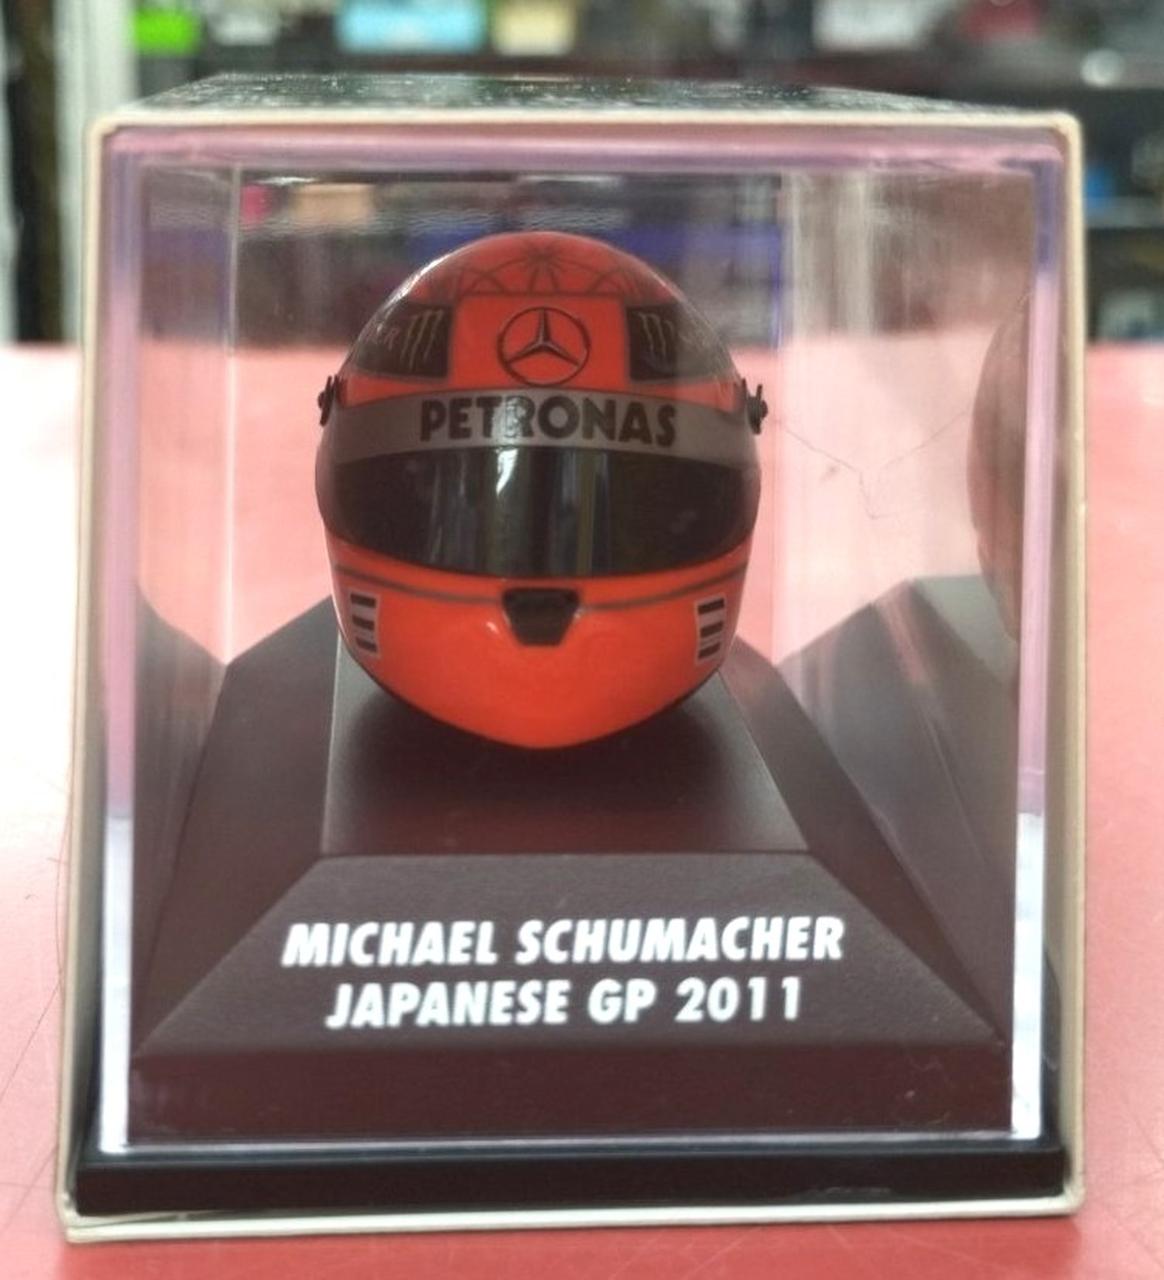 PETRONAS
MICHAEL SCHUMACHER
JAPANESE GP 2011